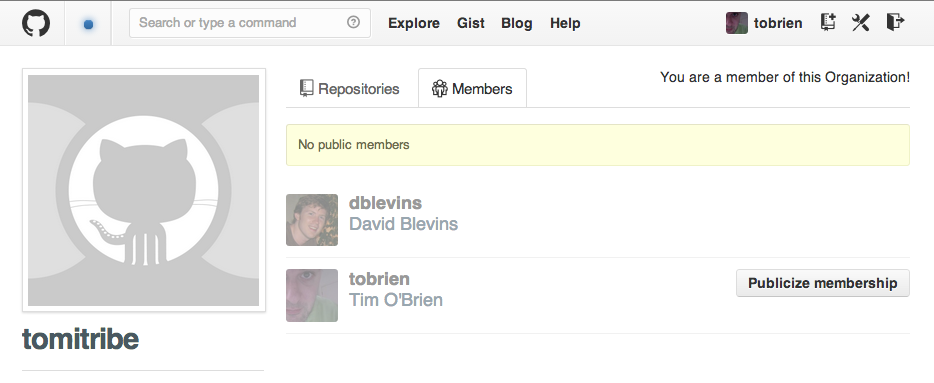 Search or type a command
Explore Gist Blog Help
tobrien
Repositories
Members
You are a member of this Organization!
No public members
dblevins
David Blevins
tobrien
Tim O'Brien
Publicize membership
tomitribe